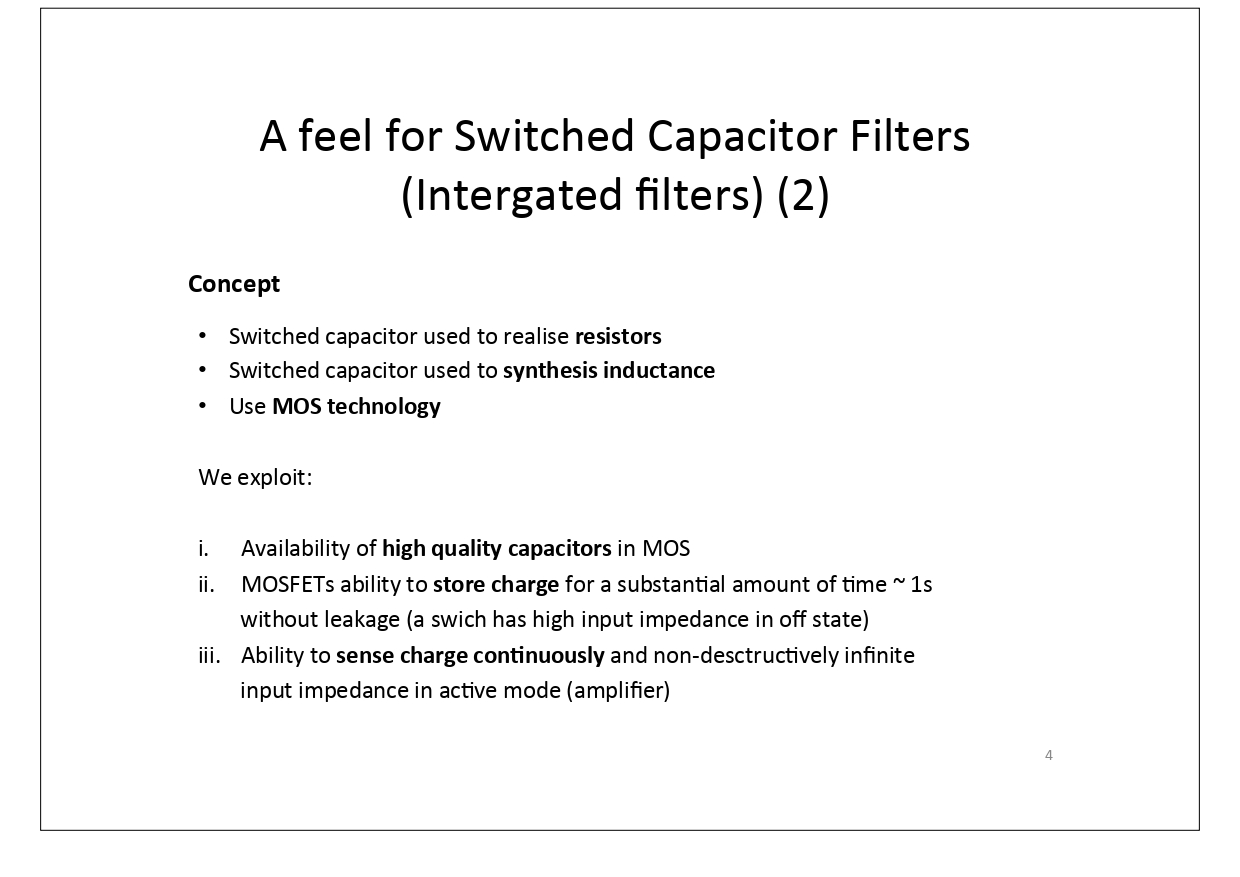 A feel for Switched Capacitor Filters
(Intergated filters) (2)
Concept
• Switched capacitor used to realise resistors
• Switched capacitor used to synthesis inductance
• Use MOS technology
We exploit:
i. Availability of high quality capacitors in MOS
ii. MOSFETs ability to store charge for a substantial amount of time ~ 1s
without leakage (a swich has high input impedance in off state)
iii. Ability to sense charge continuously and non-desctructively infinite
input impedance in active mode (amplifier)
4